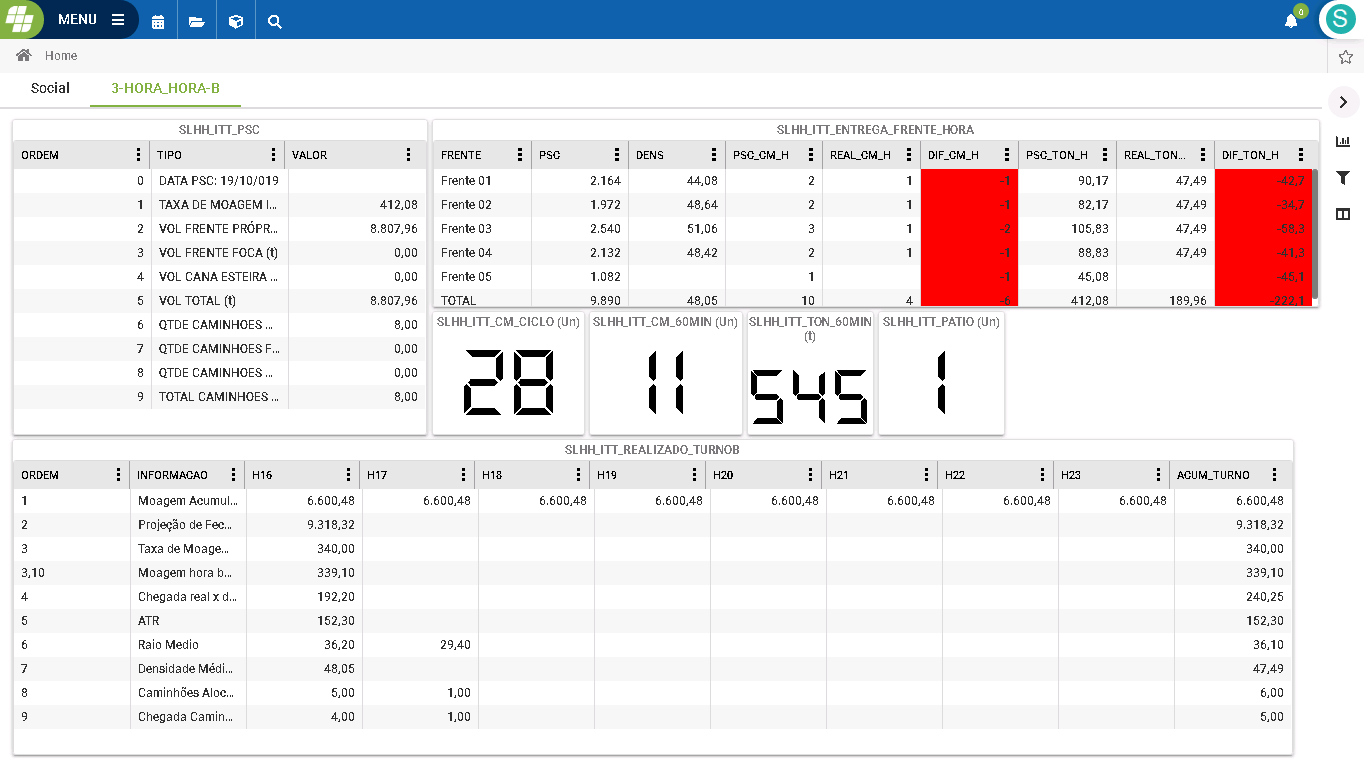 MENU
0
S
Home
Social 3-HORA_HORA-B
SLHH_ITT_PSC
ORDEM TIPO VALOR
0 DATA PSC: 19/10/019
1 TAXA DE MOAGEM I... 412,08
2 VOL FRENTE PRÓPR... 8.807,96
3 VOL FRENTE FOCA (t) 0,00
4 VOL CANA ESTEIRA ... 0,00
5 VOL TOTAL (t) 8.807,96
6 QTDE CAMINHOES ... 8,00
7 QTDE CAMINHOES F... 0,00
8 QTDE CAMINHOES ... 0,00
9 TOTAL CAMINHOES ... 8,00
SLHH_ITT_ENTREGA_FRENTE_HORA
FRENTE PSC DENS PSC_CM_H REAL_CM_H DIF_CM_H PSC_TON_H REAL_TON... DIF_TON_H
Frente 01 2.164 44,08 2 1 -1 90,17 47,49 -42,7
Frente 02 1.972 48,64 2 1 -1 82,17 47,49 -34,7
Frente 03 2.540 51,06 3 1 -2 105,83 47,49 -58,3
Frente 04 2.132 48,42 2 1 -1 88,83 47,49 -41,3
Frente 05 1.082 1 -1 45,08 -45,1
TOTAL 9.890 48,05 10 4 -6 412,08 189,96 -222,1
SLHH_ITT_CM_CICLO (Un)
28
SLHH_ITT_CM_60MIN (Un)
11
SLHH_ITT_TON_60MIN
(t)
545
SLHH_ITT_PATIO (Un)
1
SLHH_ITT_REALIZADO_TURNOB
ORDEM INFORMACAO H16 H17 H18 H19 H20 H21 H22 H23 AGUM_TURNO
1 Moagem Acumul... 6.600,48 6.600,48 6.600,48 6.600,48 6.600,48 6.600,48 6.600,48 6.600,48 6.600,48
2 Projeção de Fec... 9.318,32 9.318,32
3 Taxa de Moage... 340,00 340,00
3,10 Moagem hora b... 339,10 339,10
4 Chegada real x d... 192,20 240,25
5 ATR 152,30 152,30
6 Raio Medio 36,20 29,40 36,10
7 Densidade Médi... 48,05 47,49
8 Caminhões Aloc... 5,00 1,00 6,00
9 Chegada Camin... 4,00 1,00 5,00